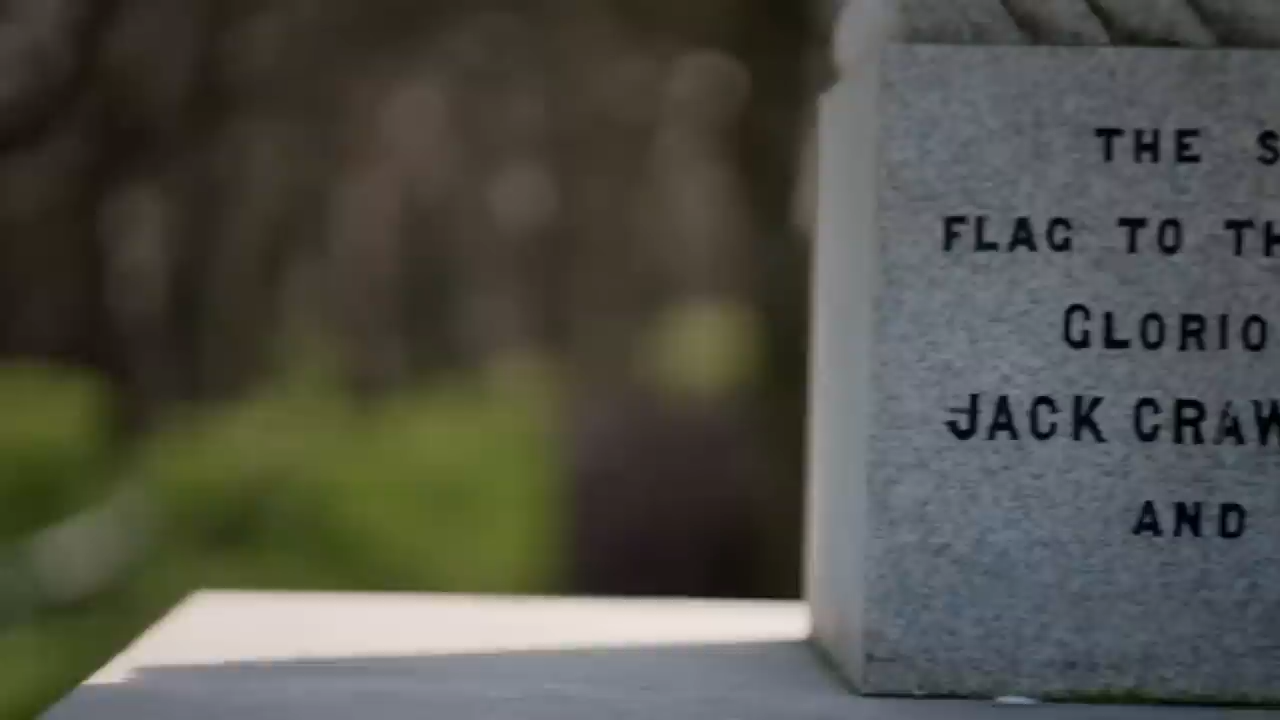 THE S
FLAG TO TH
GLORIO
JACK CRAW
AND